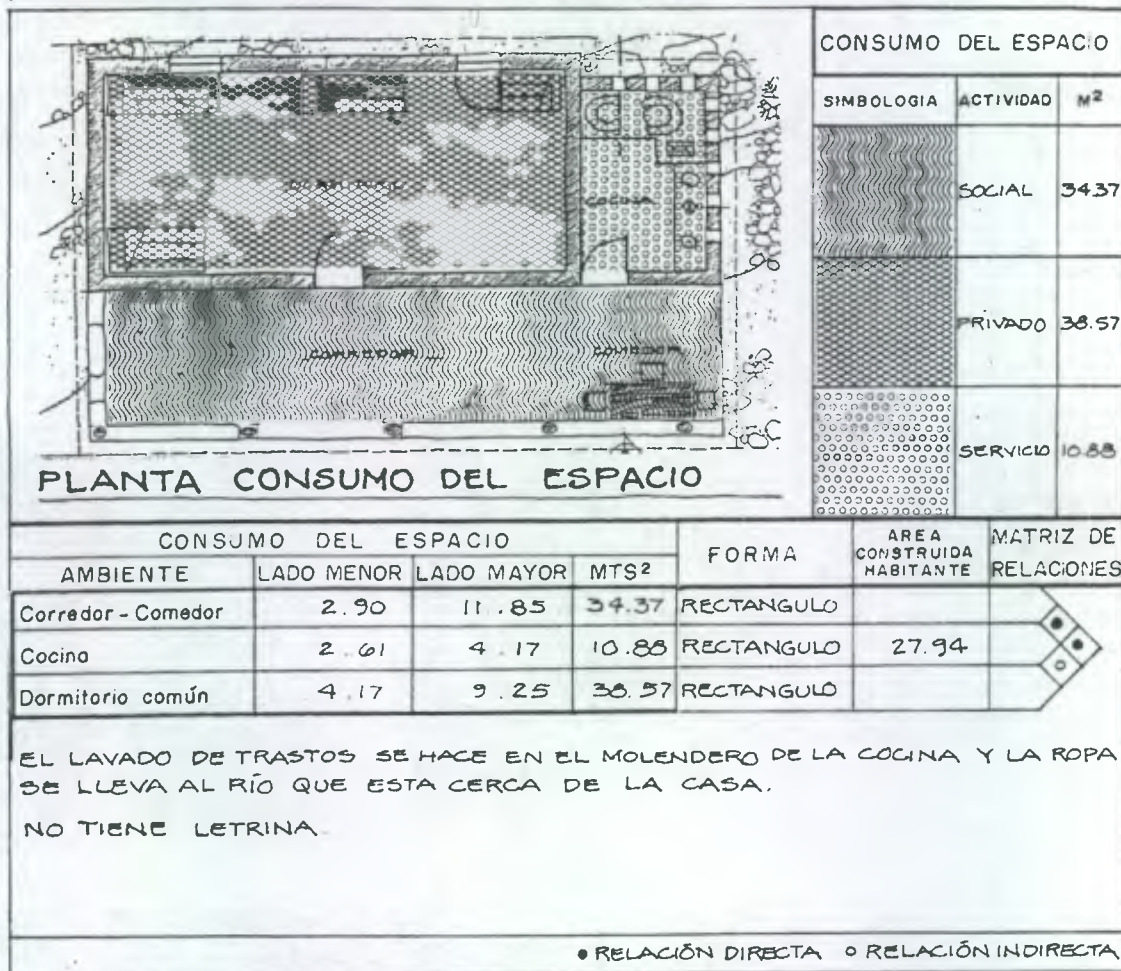 CONSUMO DEL ESPACIO
SIMBOLOGIA ACTIVIDAD M2
SOCIAL 34.37
PRIVADO 38.57
SERVICIO 10.88
COCINA
CORREDOR COMEDOR
PLANTA CONSUMO DEL ESPACIO
CONSUMO DEL ESPACIO FORMA AREA CONSTRUIDA HABITANTE MATRIZ DE RELACIONES
AMBIENTE LADO MENOR LADO MAYOR MTS2
Corredor - Comedor 2.90 11.85 34.37 RECTANGULO
Cocina 2.61 4.17 10.88 RECTANGULO 27.94
Dormitorio común 4.17 9.25 38.57 RECTANGULO
EL LAVADO DE TRASTOS SE HACE EN EL MOLENDERO DE LA COCINA Y LA ROPA
SE LLEVA AL RÍO QUE ESTA CERCA DE LA CASA.
NO TIENE LETRINA
● RELACIÓN DIRECTA ○ RELACIÓN INDIRECTA